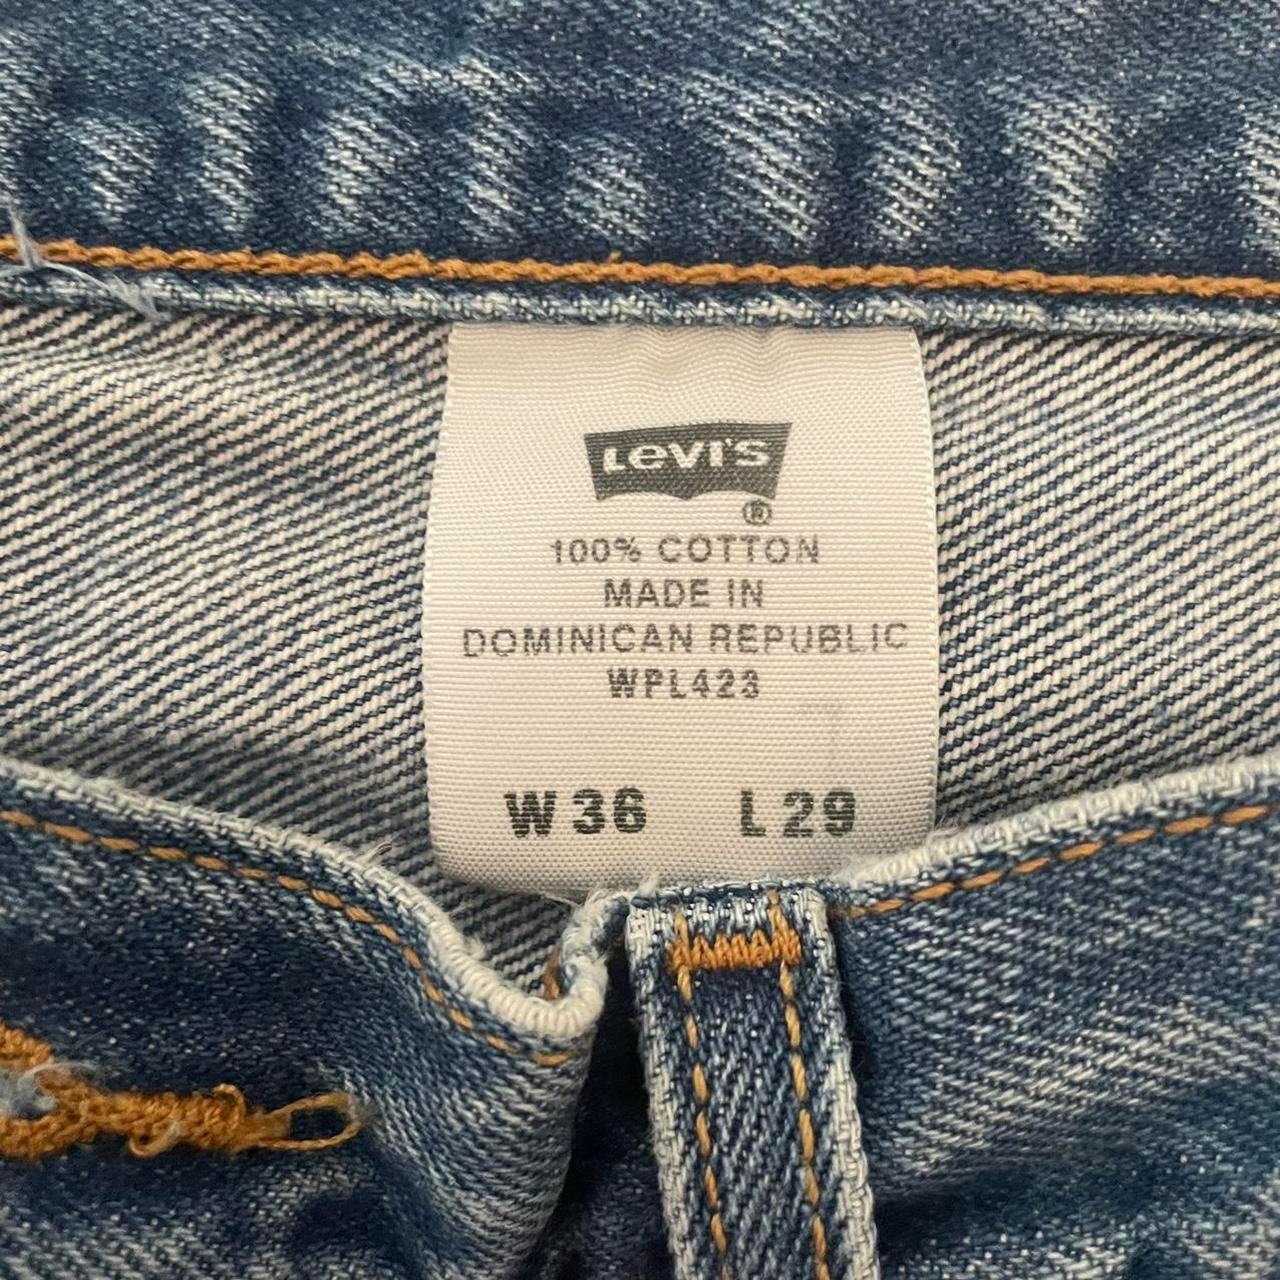 LEVI'S
®
100% COTTON
MADE IN
DOMINICAN REPUBLIC
WPL423
W36 L29